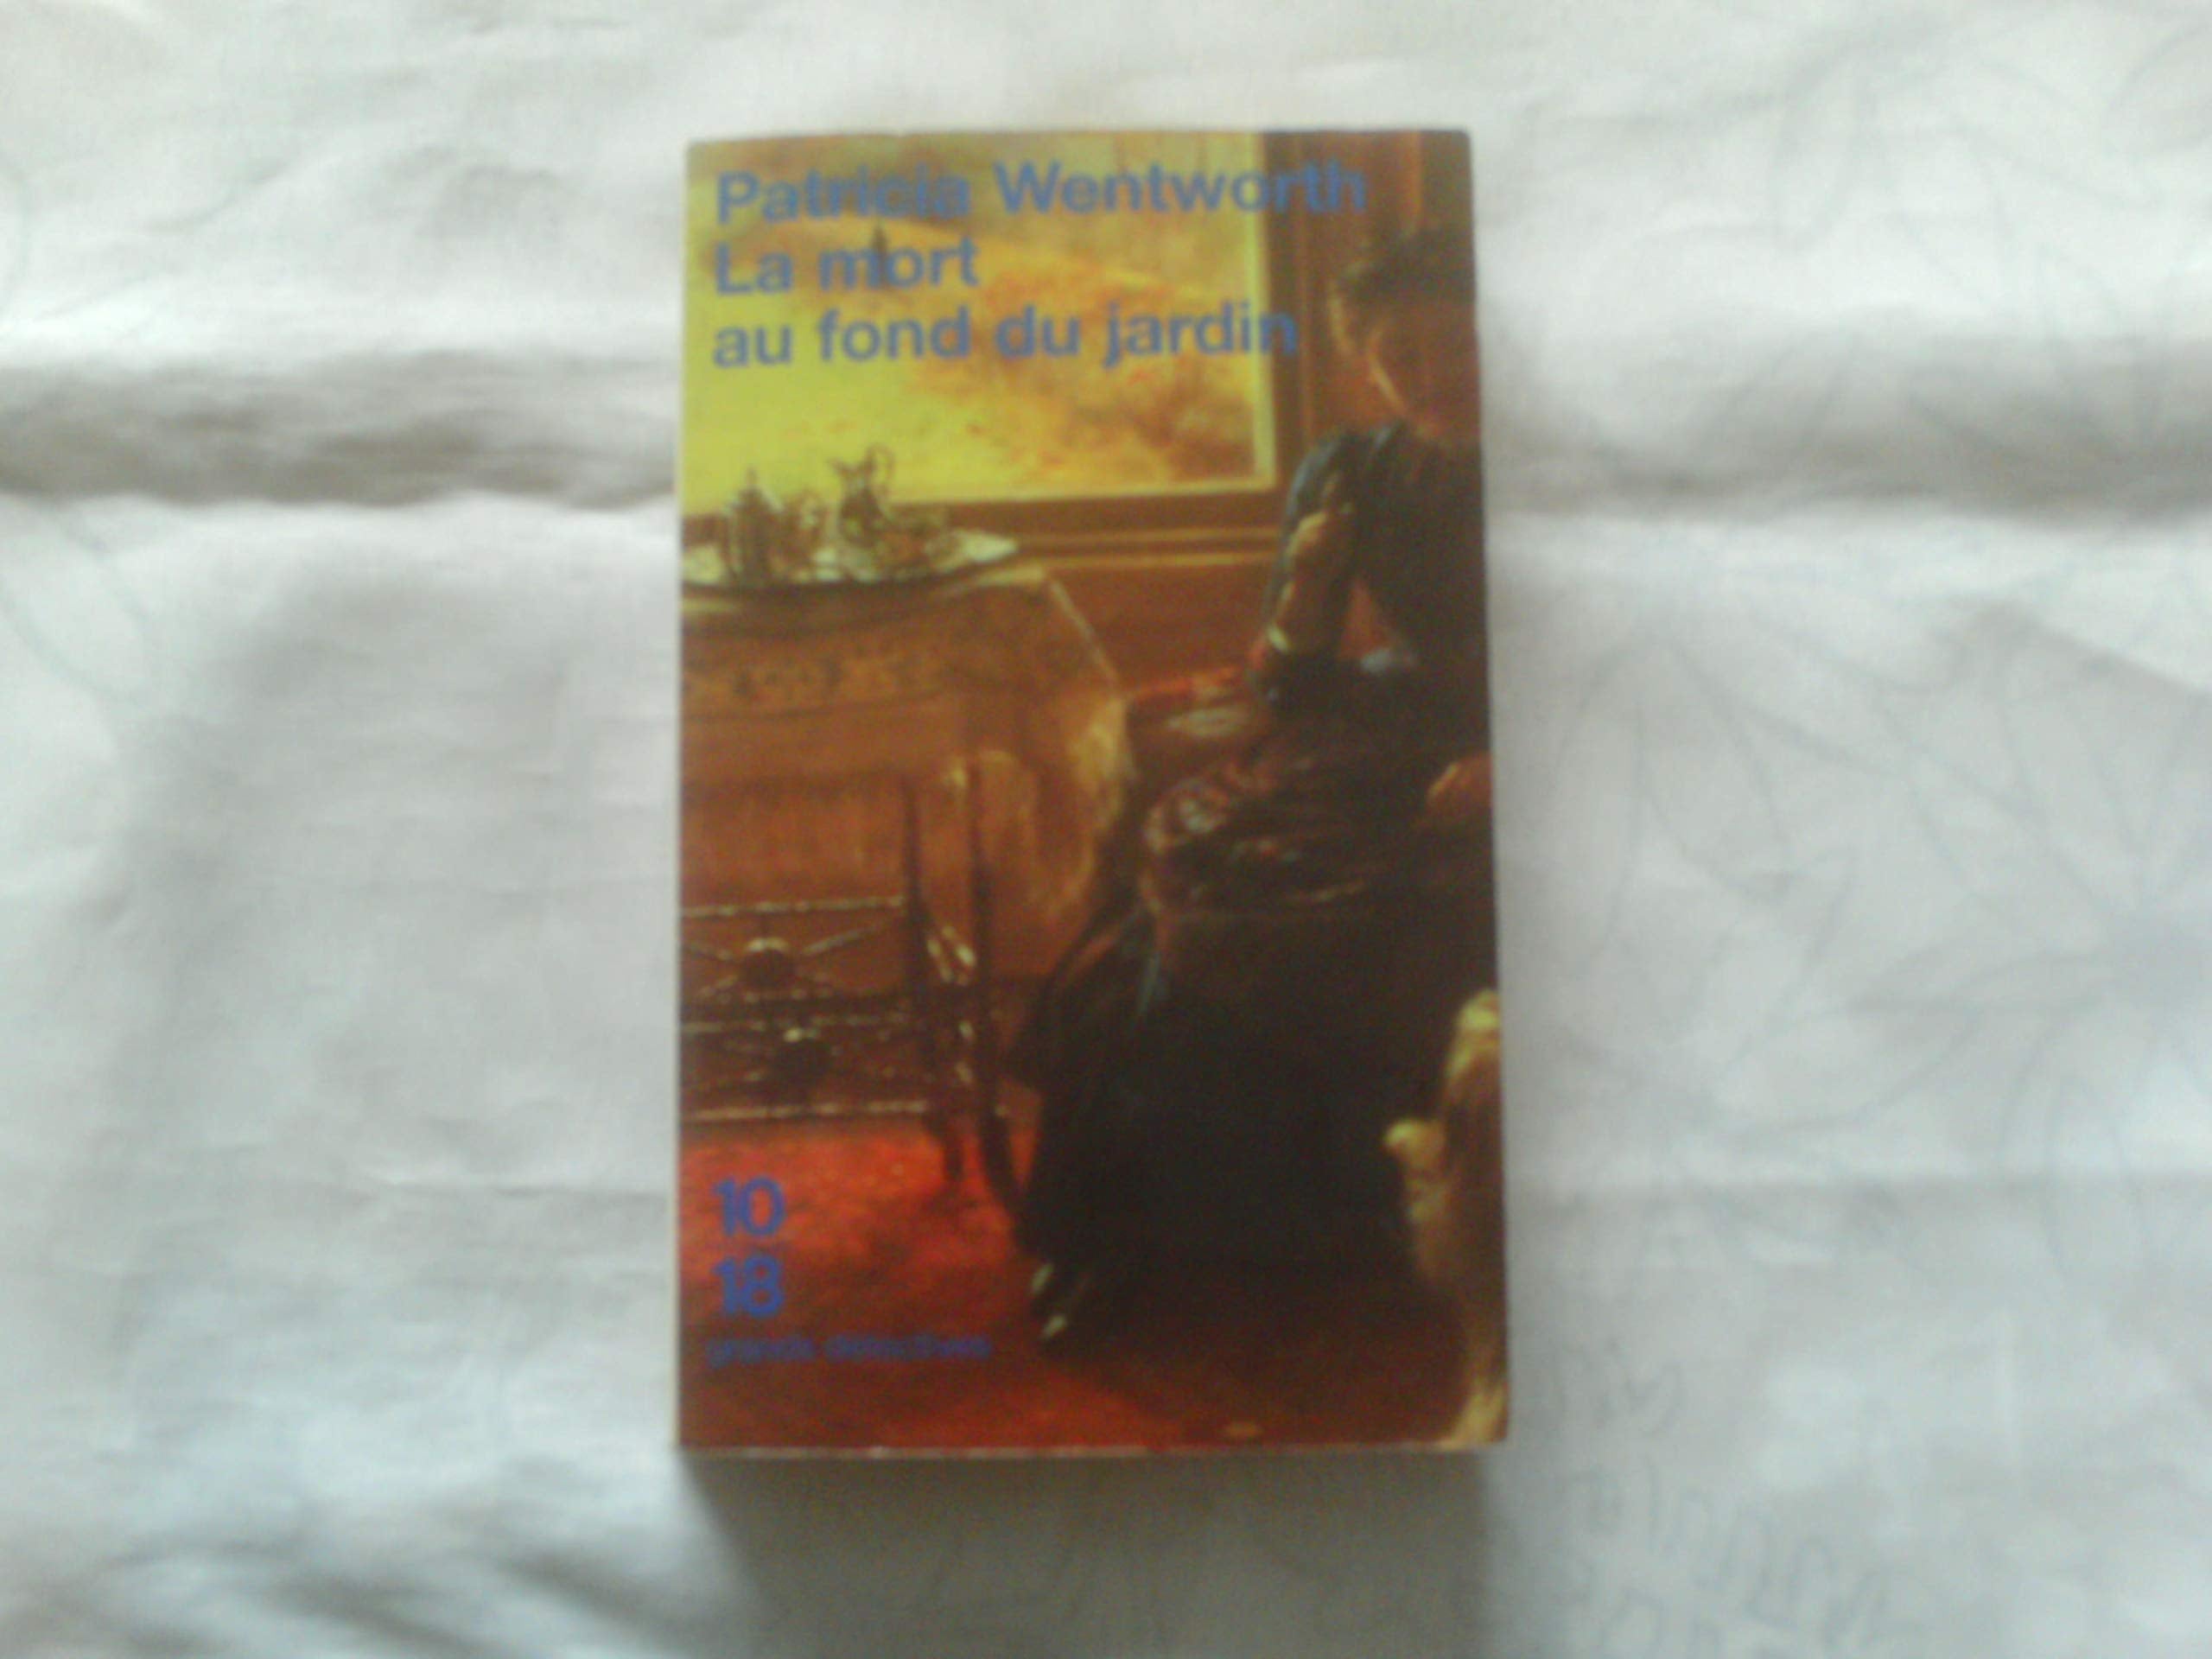 Patricia Wentworth
La mort
au fond du jardin
10
18
grands détectives